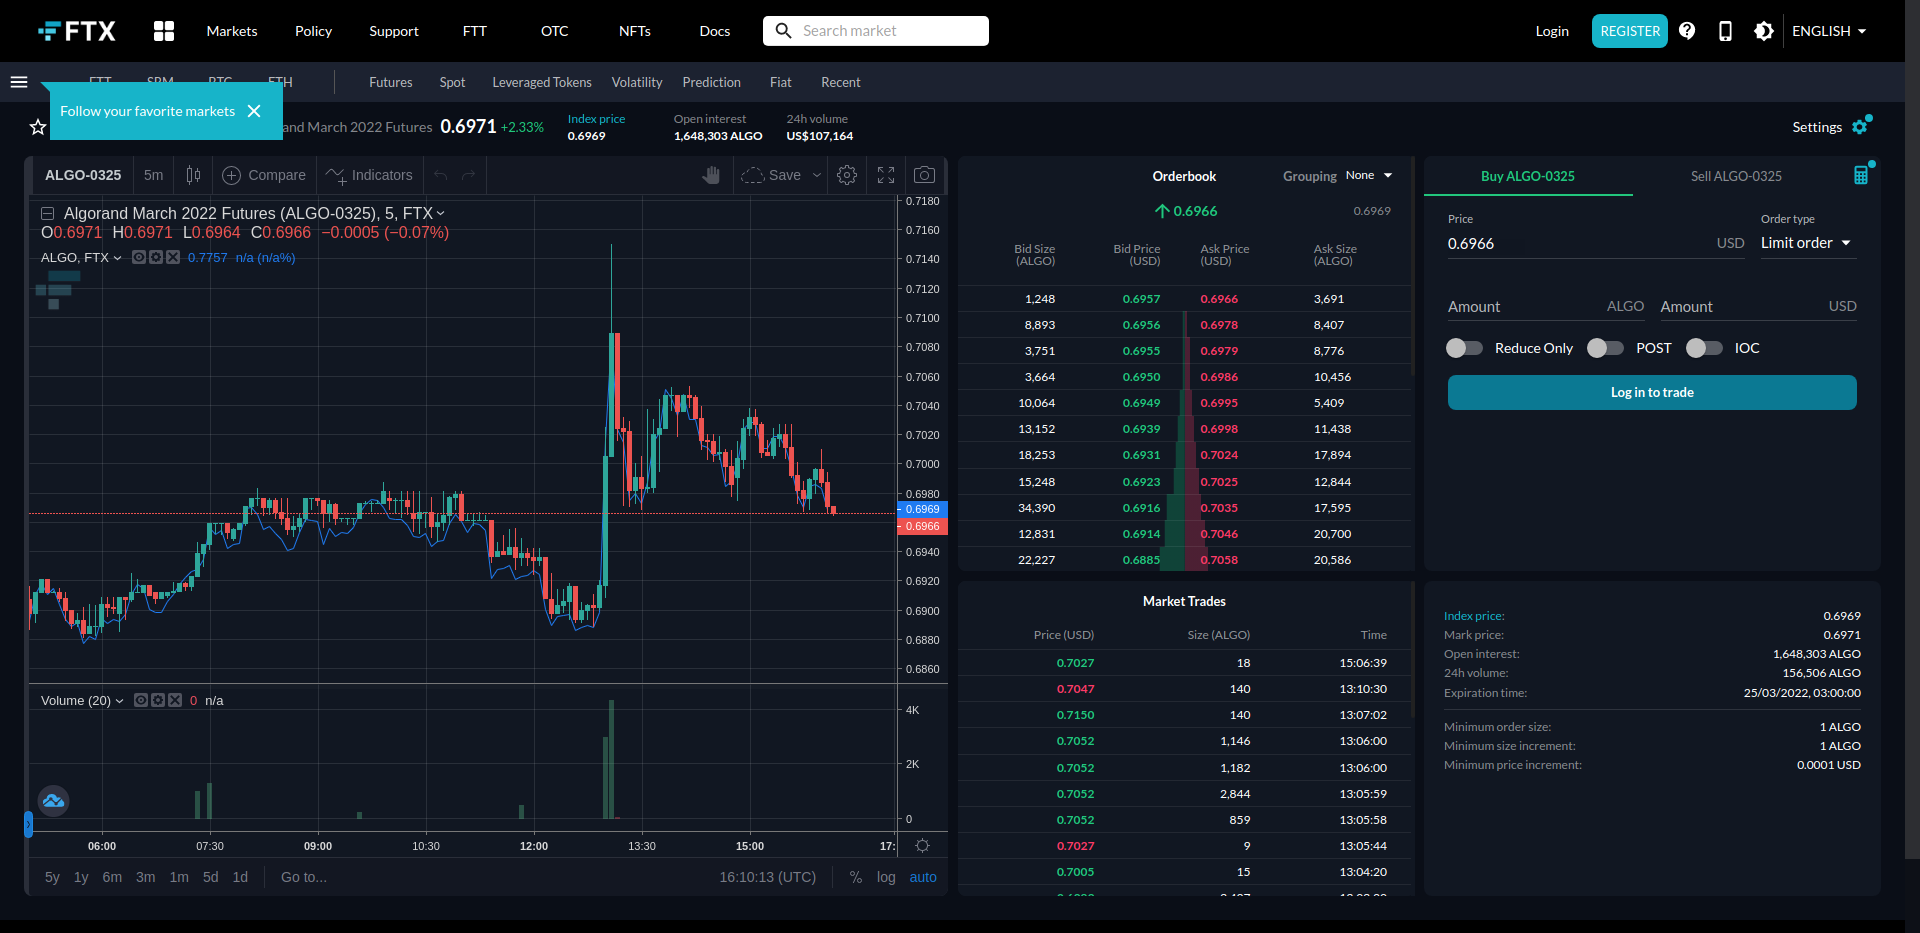 FTX Markets Policy Support FTT OTC NFTs Docs Search market Login REGISTER ENGLISH
FTT SRM BTC ETH Futures Spot Leveraged Tokens Volatility Prediction Fiat Recent
Follow your favorite markets
and March 2022 Futures 0.6971 +2.33%
Index price
0.6969
Open interest
1,648,303 ALGO
24h volume
US$107,164
Settings
ALGO-0325 5m Compare Indicators Save
Algorand March 2022 Futures (ALGO-0325), 5, FTX
O0.6971 H0.6971 L0.6964 C0.6966 −0.0005 (−0.07%)
ALGO, FTX 0.7757 n/a (n/a%)
0.7180
0.7160
0.7140
0.7120
0.7100
0.7080
0.7060
0.7040
0.7020
0.7000
0.6980
0.6969
0.6966
0.6940
0.6920
0.6900
0.6880
0.6860
Volume (20) 0 n/a
4K
2K
0
06:00 07:30 09:00 10:30 12:00 13:30 15:00 17:
5y 1y 6m 3m 1m 5d 1d Go to... 16:10:13 (UTC) % log auto
Orderbook Grouping None
0.6966 0.6969
Bid Size (ALGO) Bid Price (USD) Ask Price (USD) Ask Size (ALGO)
1,248 0.6957 0.6966 3,691
8,893 0.6956 0.6978 8,407
3,751 0.6955 0.6979 8,776
3,664 0.6950 0.6986 10,456
10,064 0.6949 0.6995 5,409
13,152 0.6939 0.6998 11,438
18,253 0.6931 0.7024 17,894
15,248 0.6923 0.7025 12,844
34,390 0.6916 0.7035 17,595
12,831 0.6914 0.7046 20,700
22,227 0.6885 0.7058 20,586
Market Trades
Price (USD) Size (ALGO) Time
0.7027 18 15:06:39
0.7047 140 13:10:30
0.7150 140 13:07:02
0.7052 1,146 13:06:00
0.7052 1,182 13:06:00
0.7052 2,844 13:05:59
0.7052 859 13:05:58
0.7027 9 13:05:44
0.7005 15 13:04:20
Buy ALGO-0325 Sell ALGO-0325
Price Order type
0.6966 USD Limit order
Amount ALGO Amount USD
Reduce Only POST IOC
Log in to trade
Index price: 0.6969
Mark price: 0.6971
Open interest: 1,648,303 ALGO
24h volume: 156,506 ALGO
Expiration time: 25/03/2022, 03:00:00
Minimum order size: 1 ALGO
Minimum size increment: 1 ALGO
Minimum price increment: 0.0001 USD